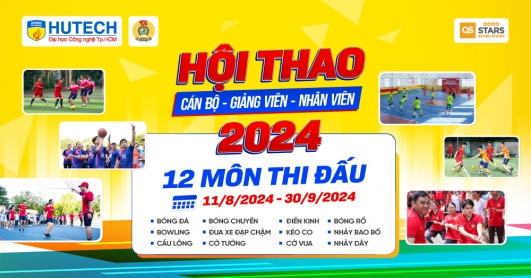 HUTECH
Đại học Công nghệ Tp.HCM
QS STARS
RATING SYSTEM
HỘI THAO
CÁN BỘ - GIẢNG VIÊN - NHÂN VIÊN
2024
12 MÔN THI ĐẤU
11/8/2024 - 30/9/2024
• BÓNG ĐÁ • BÓNG CHUYỀN • ĐIỀN KINH • BÓNG RỔ
• BOWLING • ĐUA XE ĐẠP CHẬM • KÉO CO • NHẢY BAO BỐ
• CẦU LÔNG • CỜ TƯỚNG • CỜ VUA • NHẢY DÂY